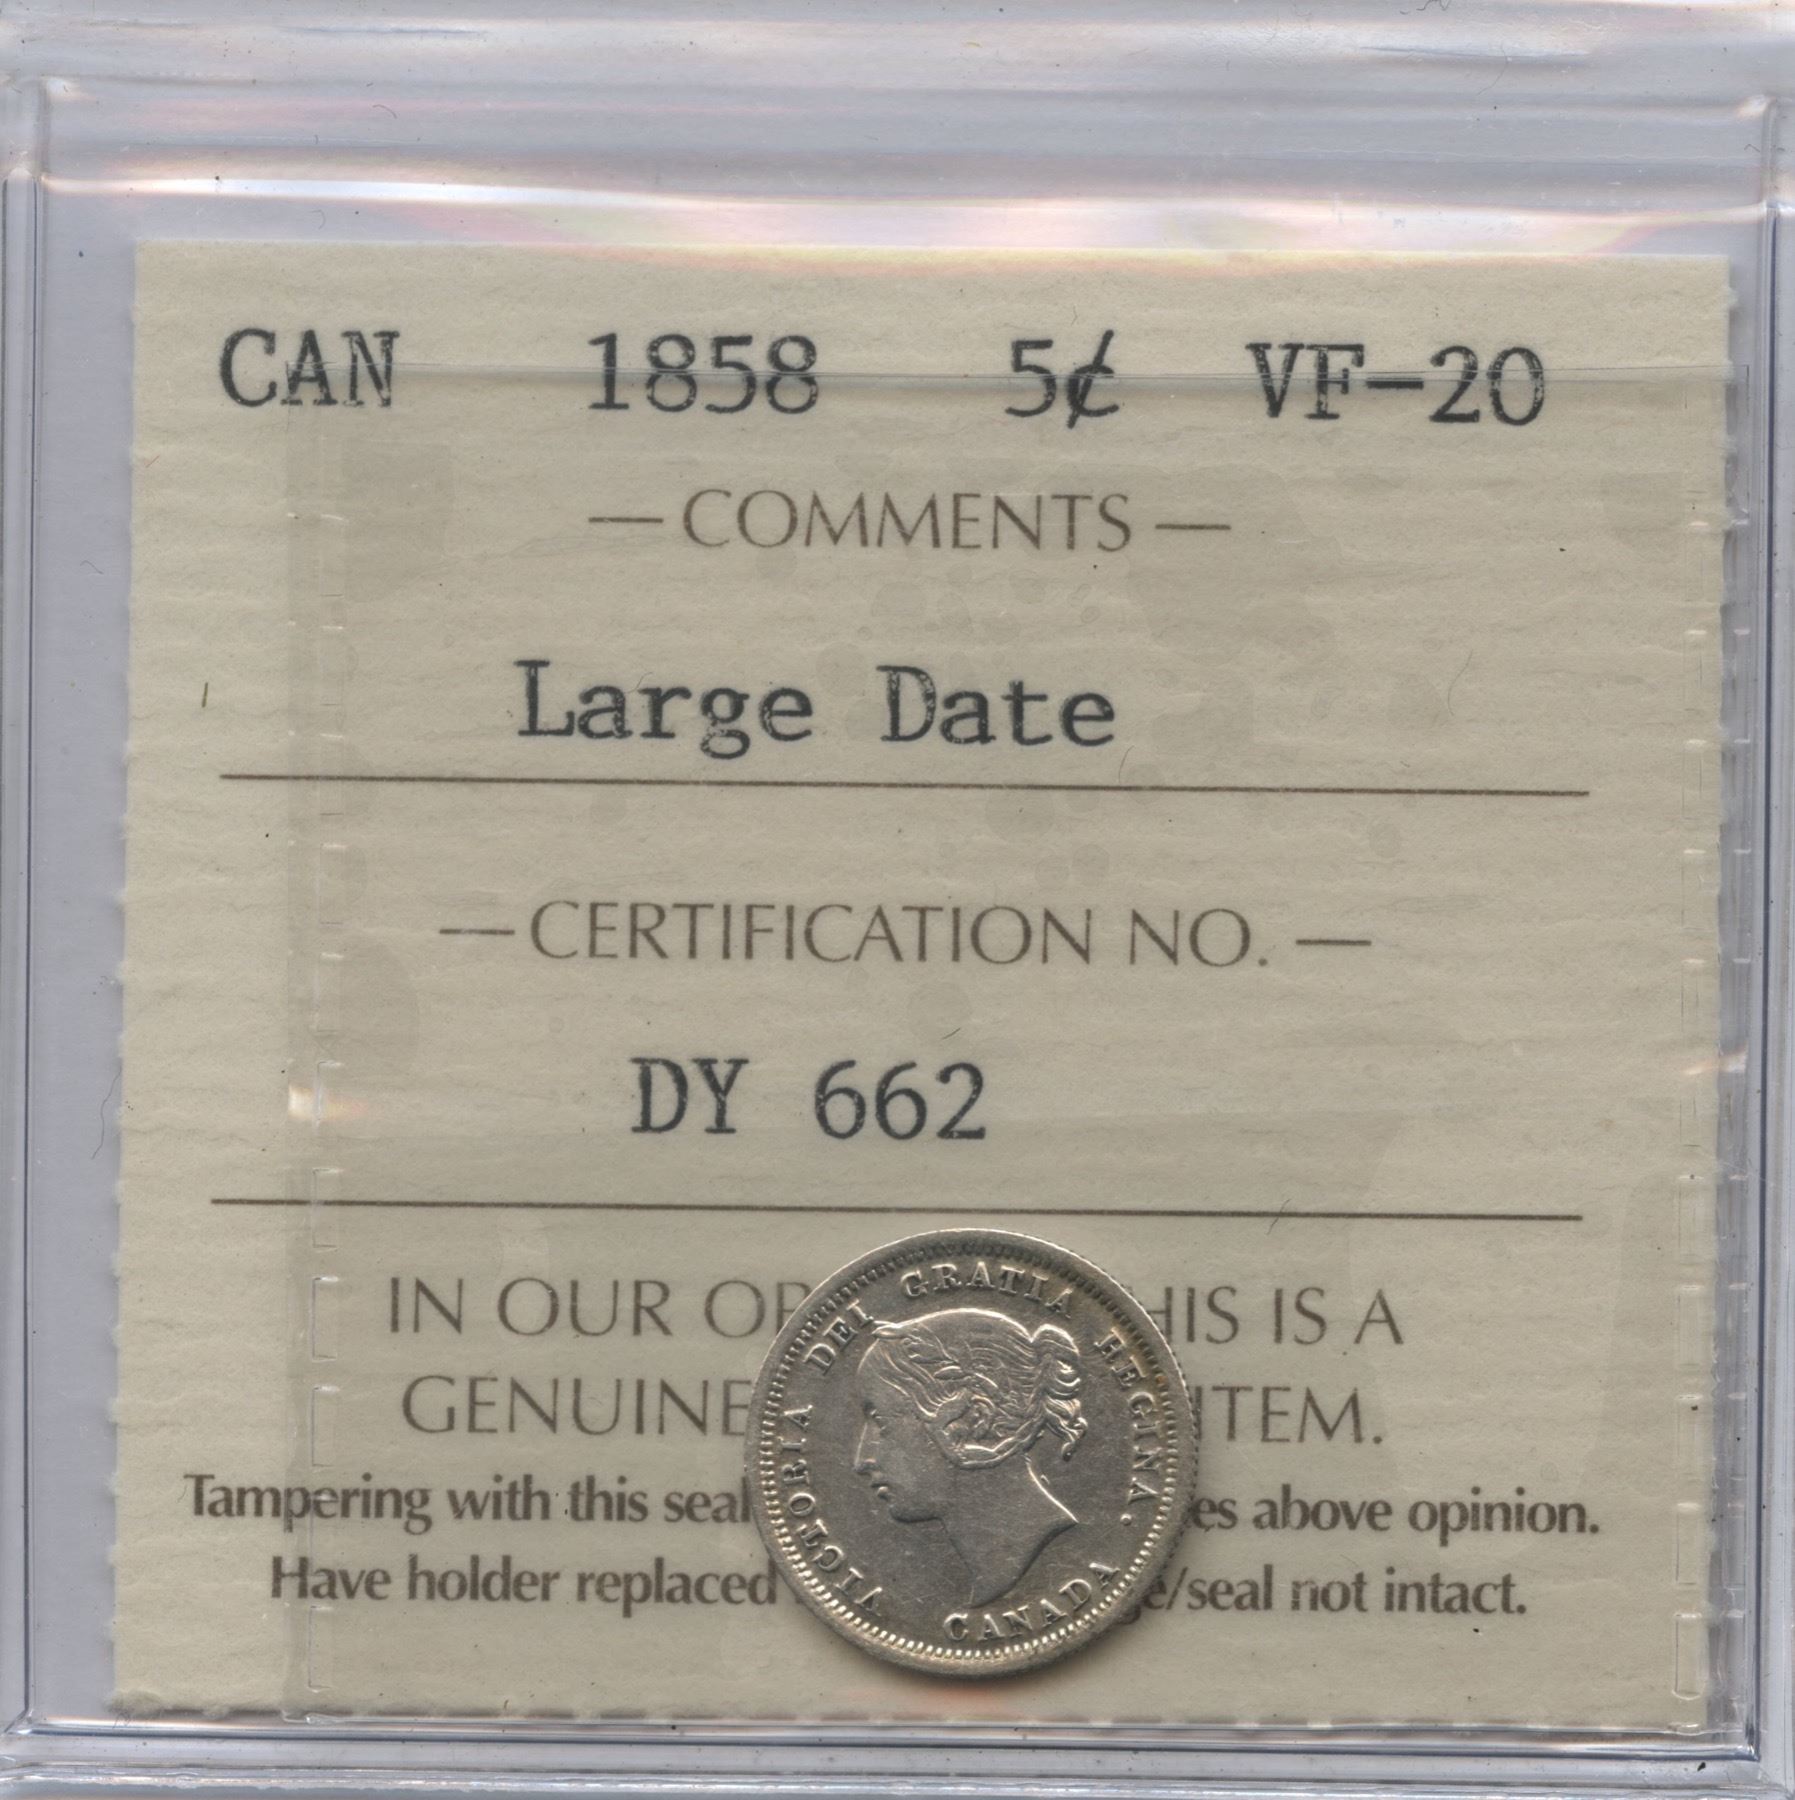 CAN 1858 5¢ VF-20
— COMMENTS —
Large Date
— CERTIFICATION NO. —
DY 662
IN OUR OP HIS IS A
GENUINE ITEM.
Tampering with this seal es above opinion.
Have holder replaced e/seal not intact.
VICTORIA DEI GRATIA REGINA.
CANADA